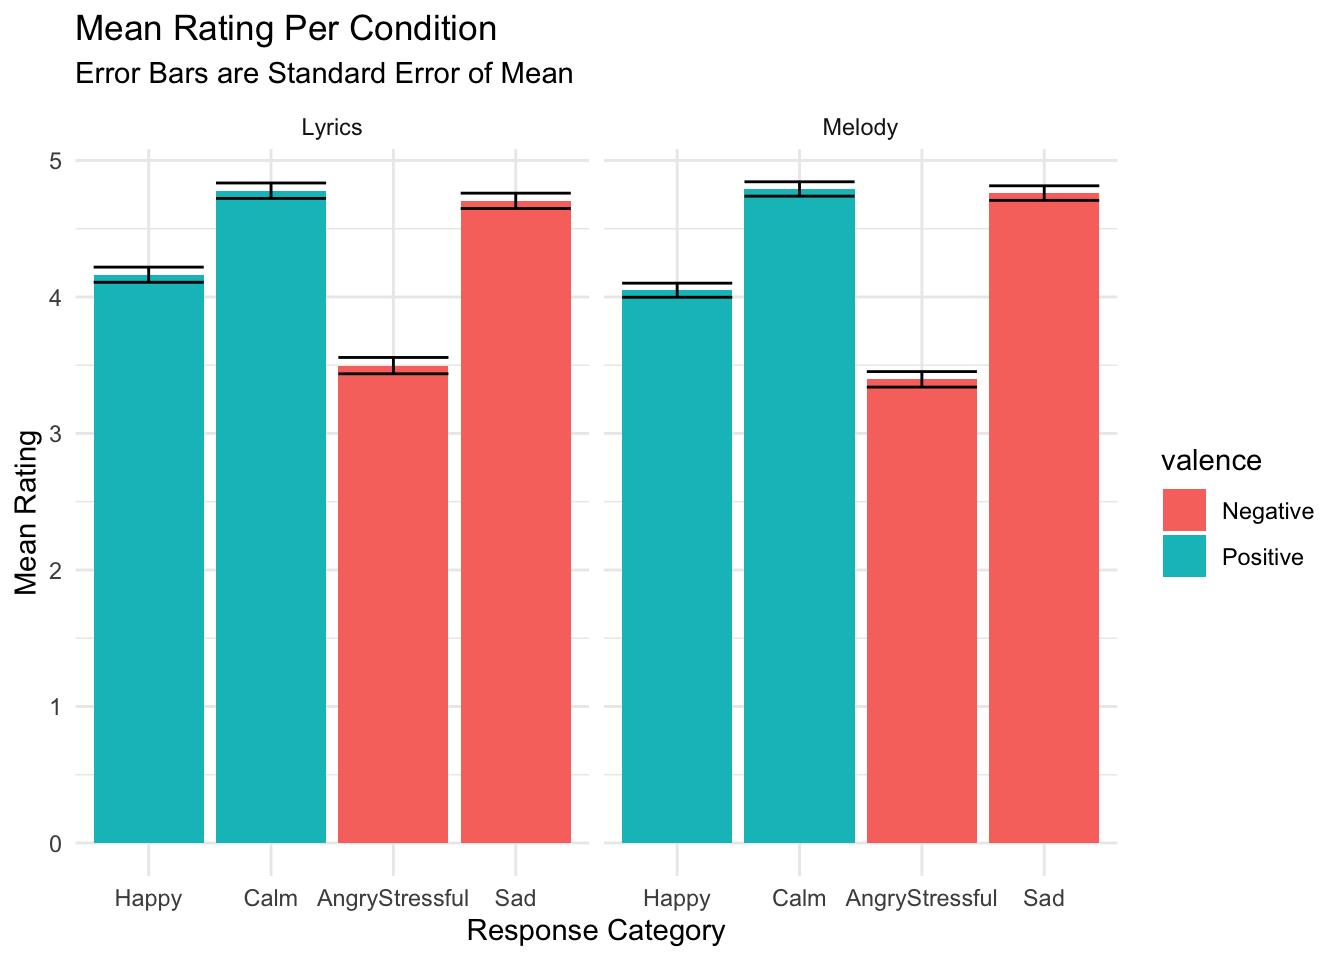 Mean Rating Per Condition
Error Bars are Standard Error of Mean
Lyrics
Melody
5
4
3
2
1
0
Mean Rating
Happy Calm AngryStressful Sad
Happy Calm AngryStressful Sad
Response Category
valence
Negative
Positive